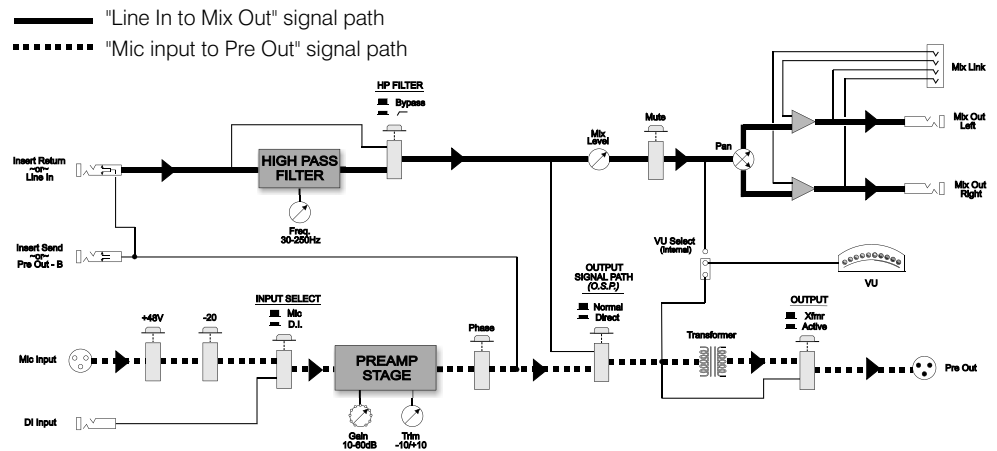 "Line In to Mix Out" signal path
"Mic input to Pre Out" signal path
HP FILTER
Bypass
Mix Link
Mute
Mix
Level
Mix Out
Left
Insert Return
~or~
Line In
HIGH PASS
FILTER
Pan
Mix Out
Right
Freq.
30-250Hz
Insert Send
~or~
Pre Out - B
VU Select
(Internal)
VU
OUTPUT
SIGNAL PATH
(O.S.P.)
Normal
Direct
INPUT SELECT
Mic
D.I.
OUTPUT
Xfmr
Active
+48V
-20
Phase
Transformer
Mic Input
PREAMP
STAGE
Pre Out
DI Input
Gain
10-60dB
Trim
-10/+10